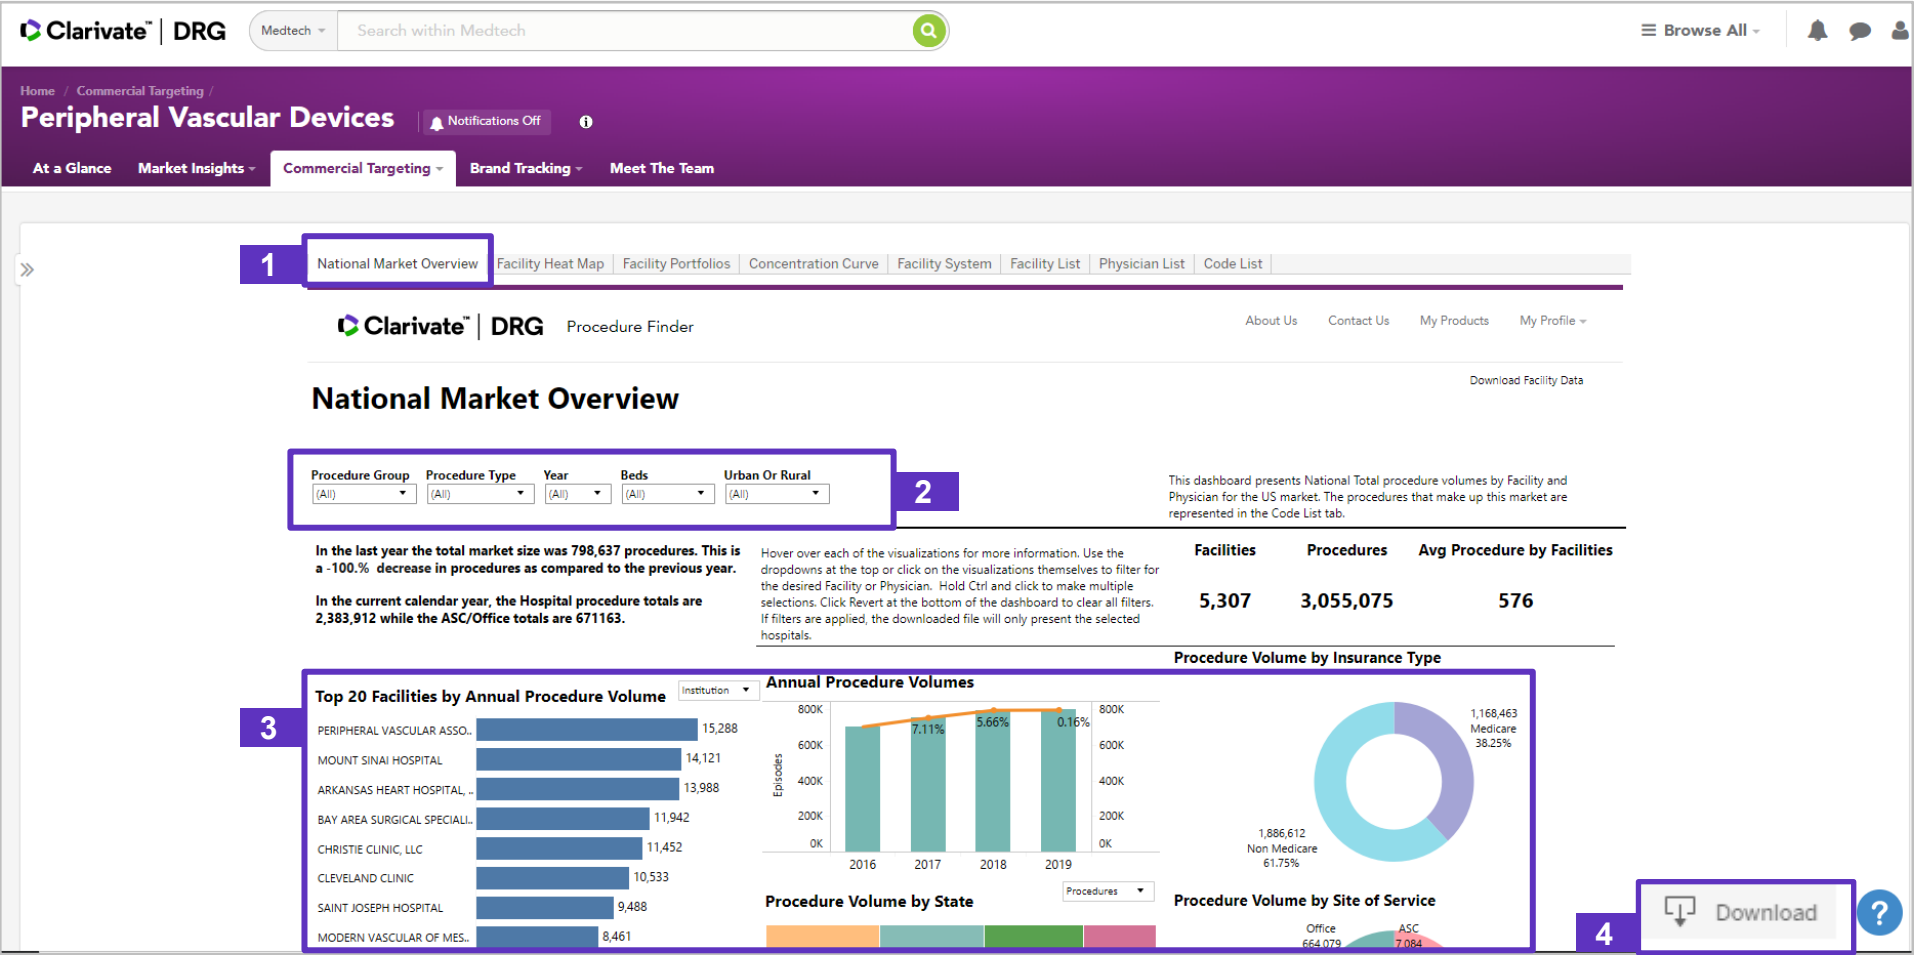 Clarivate™ | DRG
Medtech
Search within Medtech
Browse All
Home / Commercial Targeting /
Peripheral Vascular Devices
Notifications Off
At a Glance
Market Insights
Commercial Targeting
Brand Tracking
Meet The Team
1
National Market Overview
Facility Heat Map
Facility Portfolios
Concentration Curve
Facility System
Facility List
Physician List
Code List
Clarivate™ | DRG Procedure Finder
About Us
Contact Us
My Products
My Profile
Download Facility Data
National Market Overview
Procedure Group
Procedure Type
Year
Beds
Urban Or Rural
(All)
(All)
(All)
(All)
(All)
2
This dashboard presents National Total procedure volumes by Facility and
Physician for the US market. The procedures that make up this market are
represented in the Code List tab.
In the last year the total market size was 798,637 procedures. This is
a -100.% decrease in procedures as compared to the previous year.
In the current calendar year, the Hospital procedure totals are
2,383,912 while the ASC/Office totals are 671163.
Hover over each of the visualizations for more information. Use the
dropdowns at the top or click on the visualizations themselves to filter for
the desired Facility or Physician. Hold Ctrl and click to make multiple
selections. Click Revert at the bottom of the dashboard to clear all filters.
If filters are applied, the downloaded file will only present the selected
hospitals.
Facilities
Procedures
Avg Procedure by Facilities
5,307
3,055,075
576
3
Top 20 Facilities by Annual Procedure Volume
Institution
PERIPHERAL VASCULAR ASSO..
15,288
MOUNT SINAI HOSPITAL
14,121
ARKANSAS HEART HOSPITAL, ..
13,988
BAY AREA SURGICAL SPECIALI..
11,942
CHRISTIE CLINIC, LLC
11,452
CLEVELAND CLINIC
10,533
SAINT JOSEPH HOSPITAL
9,488
MODERN VASCULAR OF MES..
8,461
Annual Procedure Volumes
Episodes
800K
600K
400K
200K
0K
7.11%
5.66%
0.16%
800K
600K
400K
200K
0K
2016
2017
2018
2019
Procedure Volume by State
Procedures
Procedure Volume by Insurance Type
1,168,463
Medicare
38.25%
1,886,612
Non Medicare
61.75%
Procedure Volume by Site of Service
Office
664,079
ASC
7,084
4
Download
?